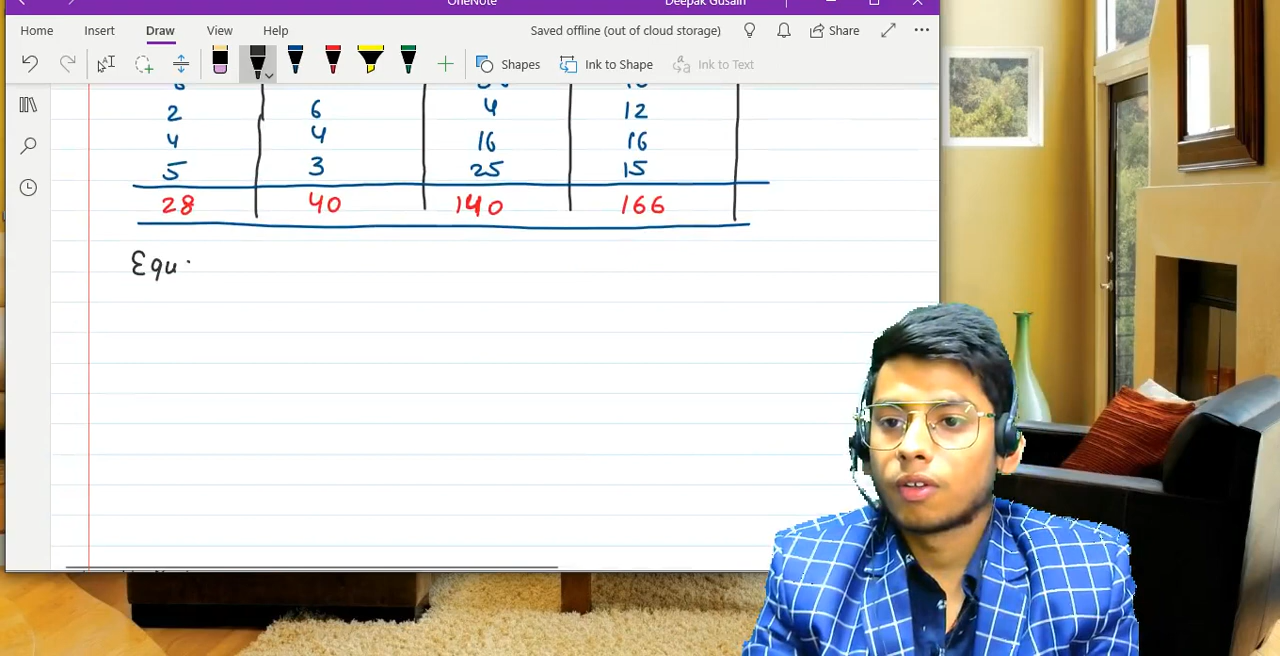 OneNote
Deepak Gusain
Home Insert Draw View Help
Saved offline (out of cloud storage)
Share
Shapes
Ink to Shape
Ink to Text
2 6 4 12
4 4 16 16
5 3 25 15
28 40 140 166
Equ